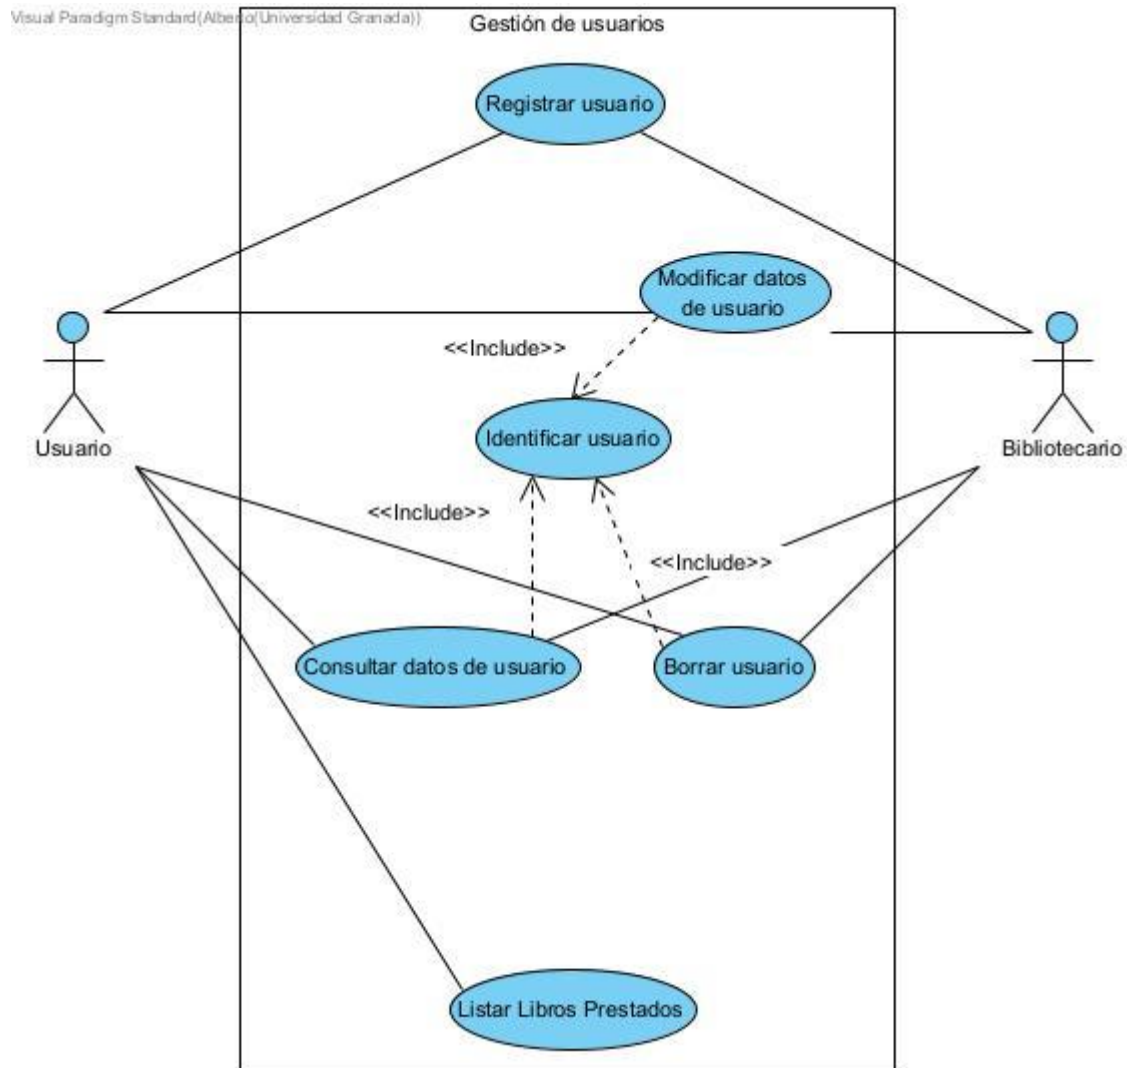 Visual Paradigm Standard(Alberto(Universidad Granada))
Gestión de usuarios
Registrar usuario
Modificar datos
de usuario
<<Include>>
Identificar usuario
Usuario
Bibliotecario
<<Include>>
<<Include>>
Consultar datos de usuario
Borrar usuario
Listar Libros Prestados